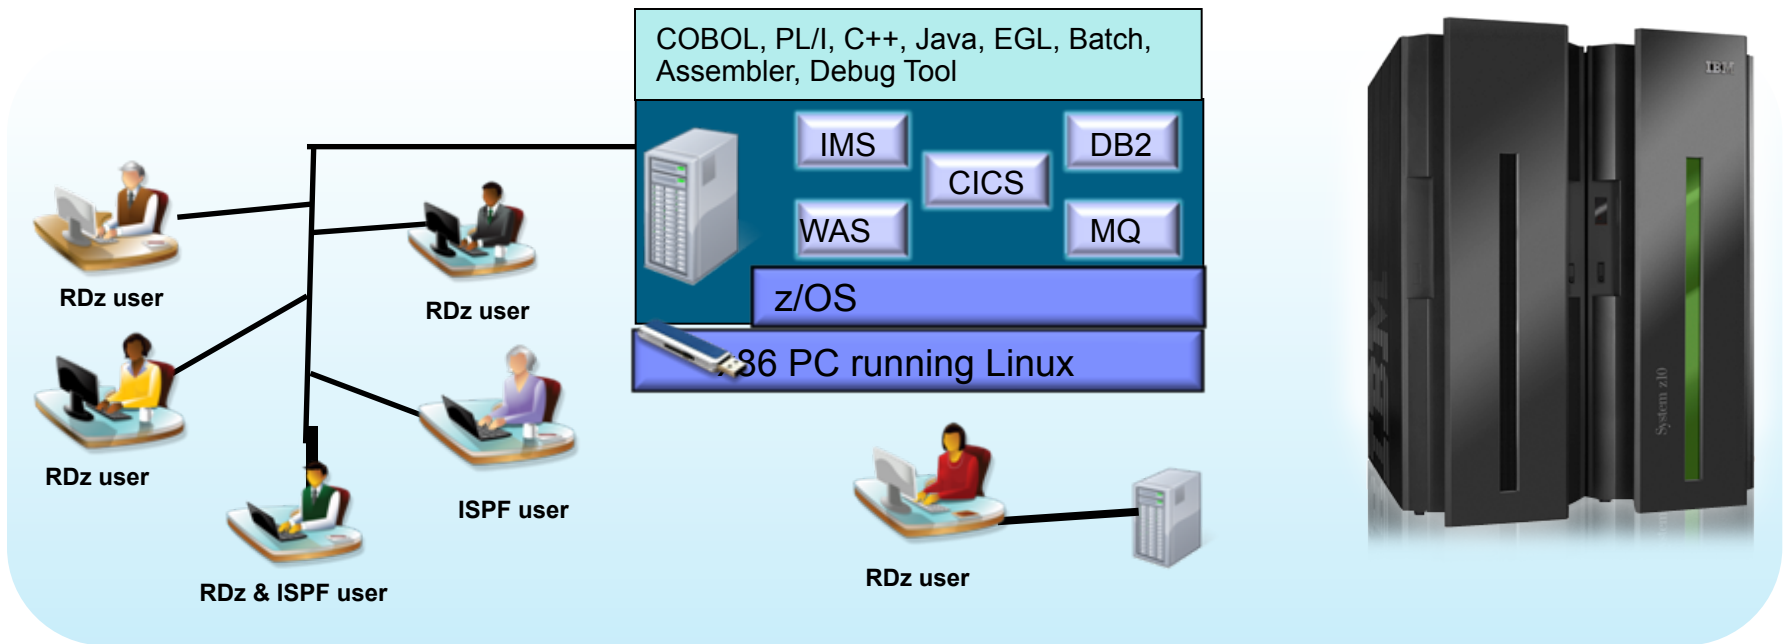 COBOL, PL/I, C++, Java, EGL, Batch,
Assembler, Debug Tool
IMS
DB2
CICS
WAS
MQ
z/OS
86 PC running Linux
RDz user
RDz user
RDz user
ISPF user
RDz & ISPF user
RDz user
IBM
IBM
System z10